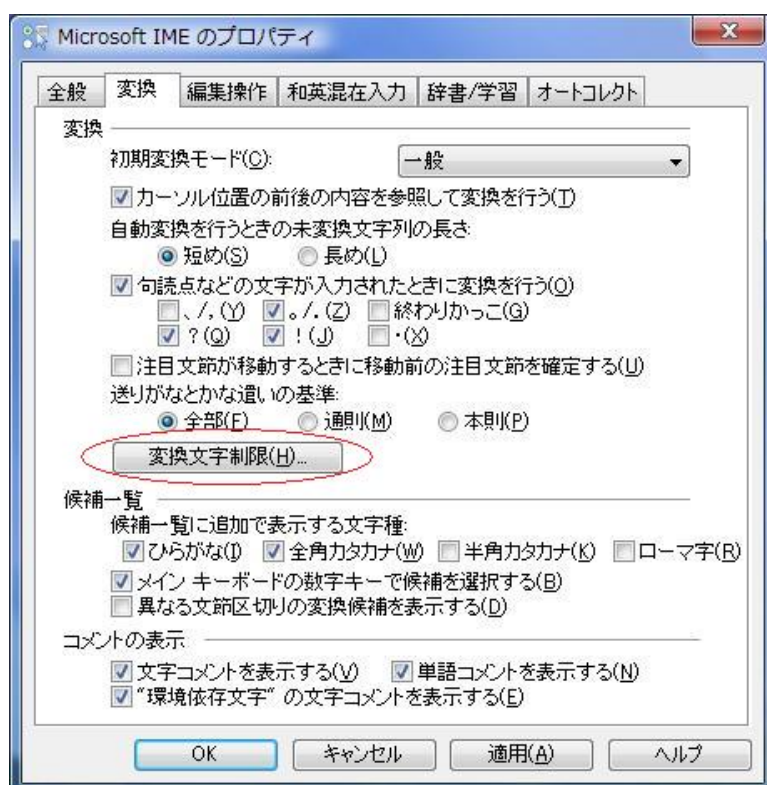 Microsoft IME のプロパティ
全般 変換 編集操作 和英混在入力 辞書/学習 オートコレクト
変換
初期変換モード(C): 一般
カーソル位置の前後の内容を参照して変換を行う(T)
自動変換を行うときの未変換文字列の長さ:
短め(S) 長め(L)
句読点などの文字が入力されたときに変換を行う(O)
、/,(Y) 。/.(Z) 終わりかっこ(G)
?(Q) !(J) ・(X)
注目文節が移動するときに移動前の注目文節を確定する(U)
送りがなとかな遣いの基準:
全部(F) 通則(M) 本則(P)
変換文字制限(H)...
候補一覧
候補一覧に追加で表示する文字種:
ひらがな(I) 全角カタカナ(W) 半角カタカナ(K) ローマ字(R)
メイン キーボードの数字キーで候補を選択する(B)
異なる文節区切りの変換候補を表示する(D)
コメントの表示
文字コメントを表示する(V) 単語コメントを表示する(N)
"環境依存文字" の文字コメントを表示する(E)
OK キャンセル 適用(A) ヘルプ